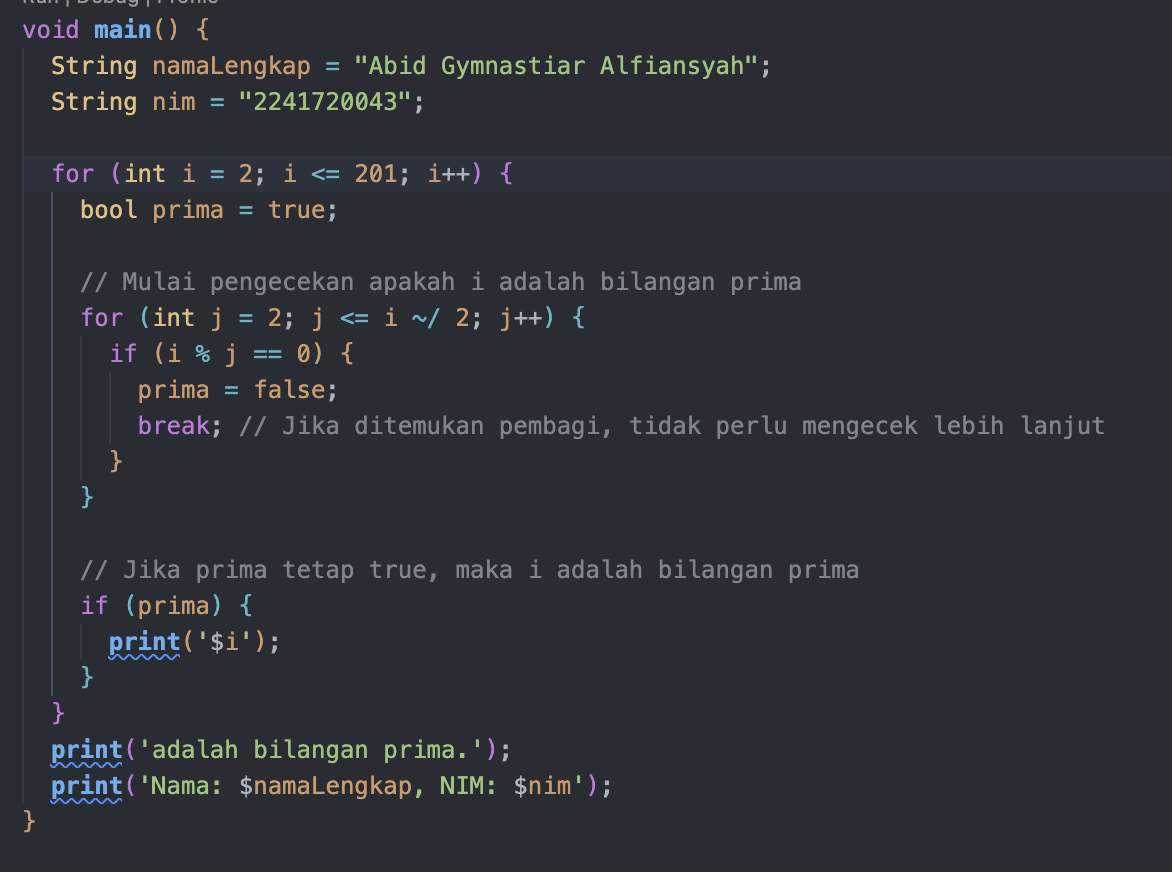 Run | Debug | Profile
void main() {
  String namaLengkap = "Abid Gymnastiar Alfiansyah";
  String nim = "2241720043";

  for (int i = 2; i <= 201; i++) {
    bool prima = true;

    // Mulai pengecekan apakah i adalah bilangan prima
    for (int j = 2; j <= i ~/ 2; j++) {
      if (i % j == 0) {
        prima = false;
        break; // Jika ditemukan pembagi, tidak perlu mengecek lebih lanjut
      }
    }

    // Jika prima tetap true, maka i adalah bilangan prima
    if (prima) {
      print('$i');
    }
  }
  print('adalah bilangan prima.');
  print('Nama: $namaLengkap, NIM: $nim');
}